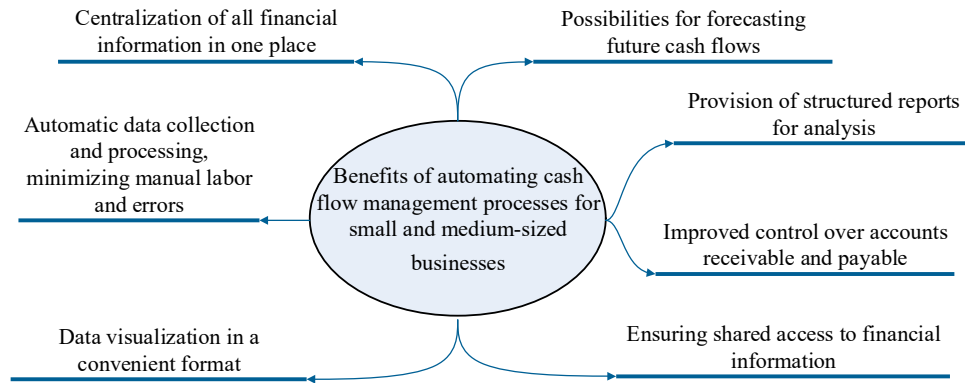 Centralization of all financial
information in one place
Possibilities for forecasting
future cash flows
Automatic data collection
and processing,
minimizing manual labor
and errors
Benefits of automating cash
flow management processes for
small and medium-sized
businesses
Provision of structured reports
for analysis
Improved control over accounts
receivable and payable
Data visualization in a
convenient format
Ensuring shared access to financial
information